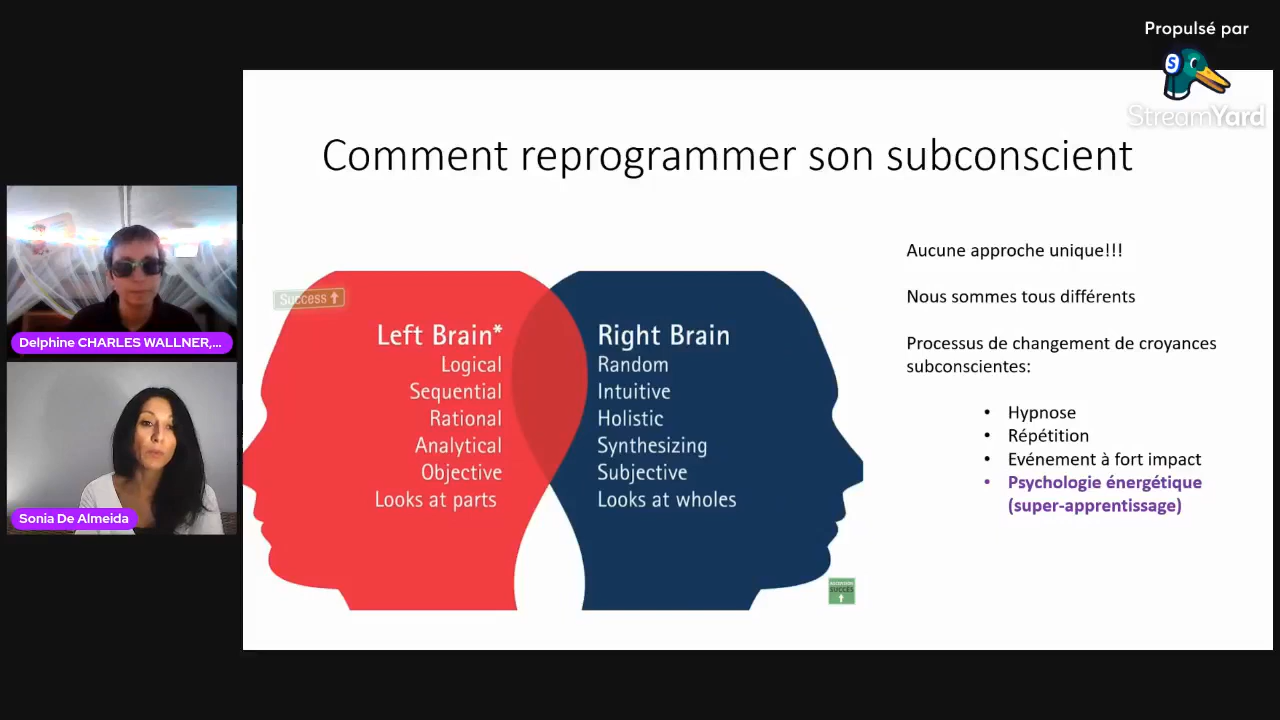 Propulsé par
StreamYard
Comment reprogrammer son subconscient
Success
Left Brain*
Logical
Sequential
Rational
Analytical
Objective
Looks at parts
Right Brain
Random
Intuitive
Holistic
Synthesizing
Subjective
Looks at wholes
Aucune approche unique!!!
Nous sommes tous différents
Processus de changement de croyances
subconscientes:
• Hypnose
• Répétition
• Evénement à fort impact
• Psychologie énergétique
(super-apprentissage)
SUCCES
Delphine CHARLES WALLNER,...
Sonia De Almeida